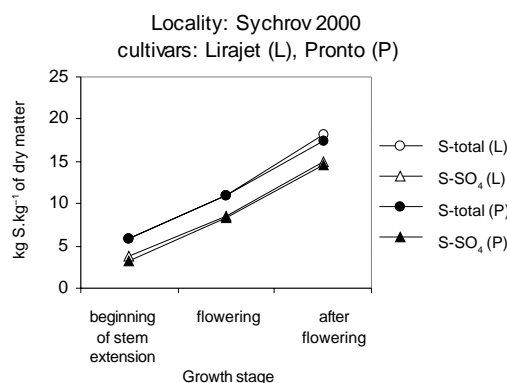 Locality: Sychrov 2000
cultivars: Lirajet (L), Pronto (P)
kg S.kg⁻¹ of dry matter
25
20
15
10
5
0
beginning of stem extension
flowering
after flowering
Growth stage
S-total (L)
S-SO₄ (L)
S-total (P)
S-SO₄ (P)